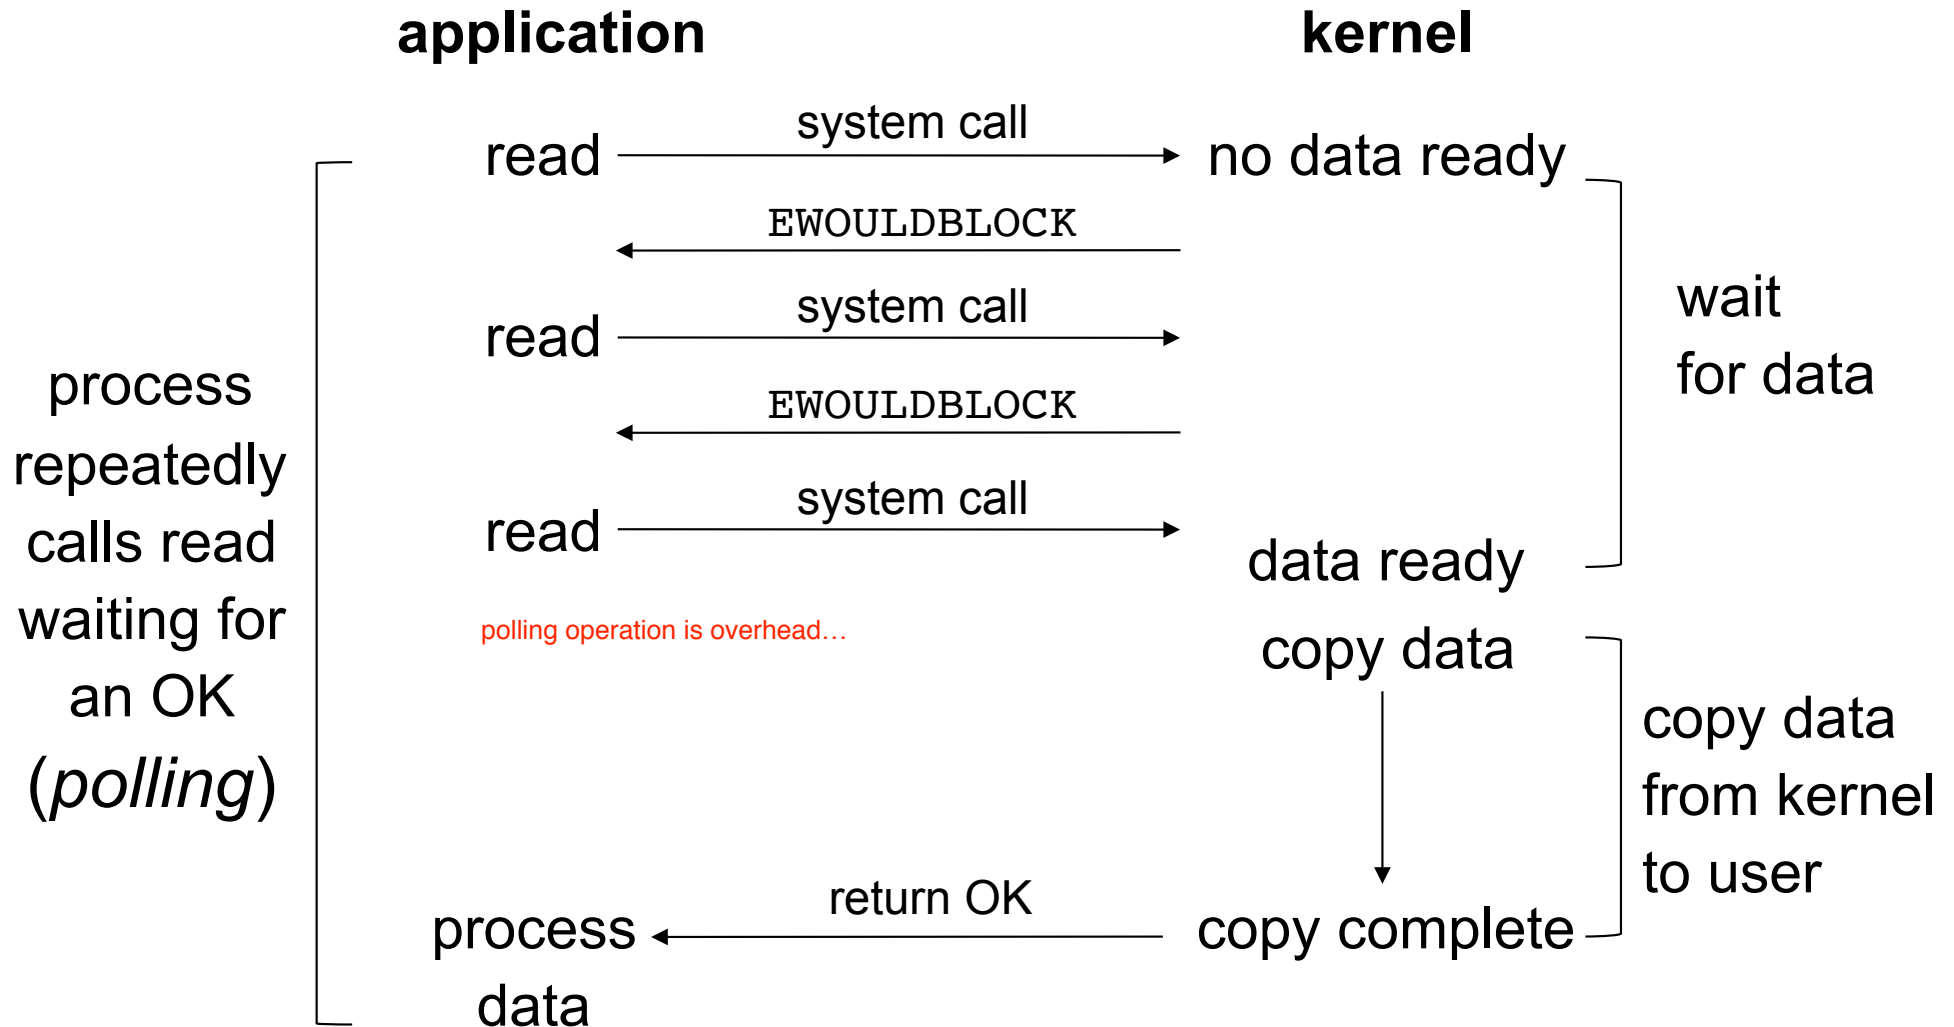 application
kernel
system call
read
no data ready
EWOULDBLOCK
system call
read
EWOULDBLOCK
system call
read
data ready
wait
for data
process
repeatedly
calls read
waiting for
an OK
(polling)
polling operation is overhead…
copy data
copy data
from kernel
to user
return OK
process
data
copy complete